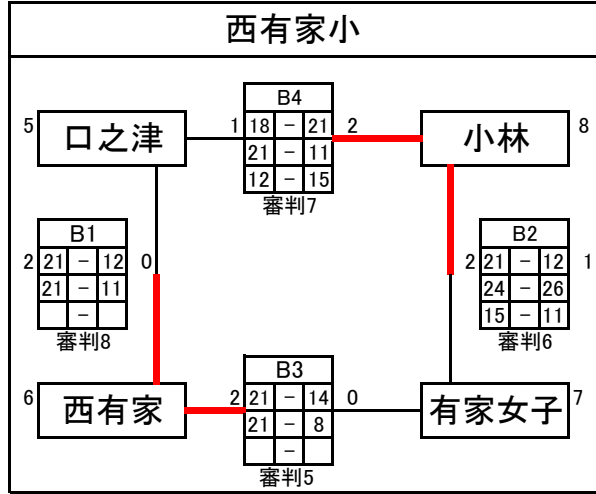 西有家小
B4
5 口之津 1 18 - 21 2 小林 8
21 - 11
12 - 15
審判7
B1 B2
2 21 - 12 0 2 21 - 12 1
21 - 11 24 - 26
- 15 - 11
審判8 審判6
B3
6 西有家 2 21 - 14 0 有家女子 7
21 - 8
-
審判5